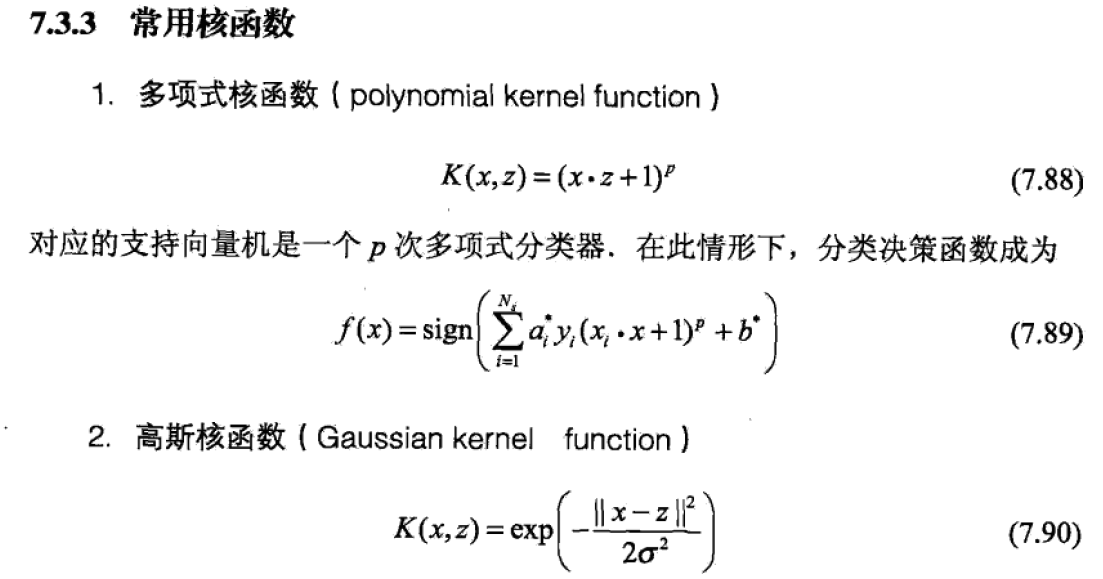 7.3.3 常用核函数
1. 多项式核函数（polynomial kernel function）
K(x,z)=(x•z+1)^p (7.88)
对应的支持向量机是一个 p 次多项式分类器．在此情形下，分类决策函数成为
f(x)=sign(∑_{i=1}^{N_s} a_i^* y_i(x_i•x+1)^p+b^*) (7.89)
2. 高斯核函数（Gaussian kernel function）
K(x,z)=exp(-‖x-z‖^2/2σ^2) (7.90)